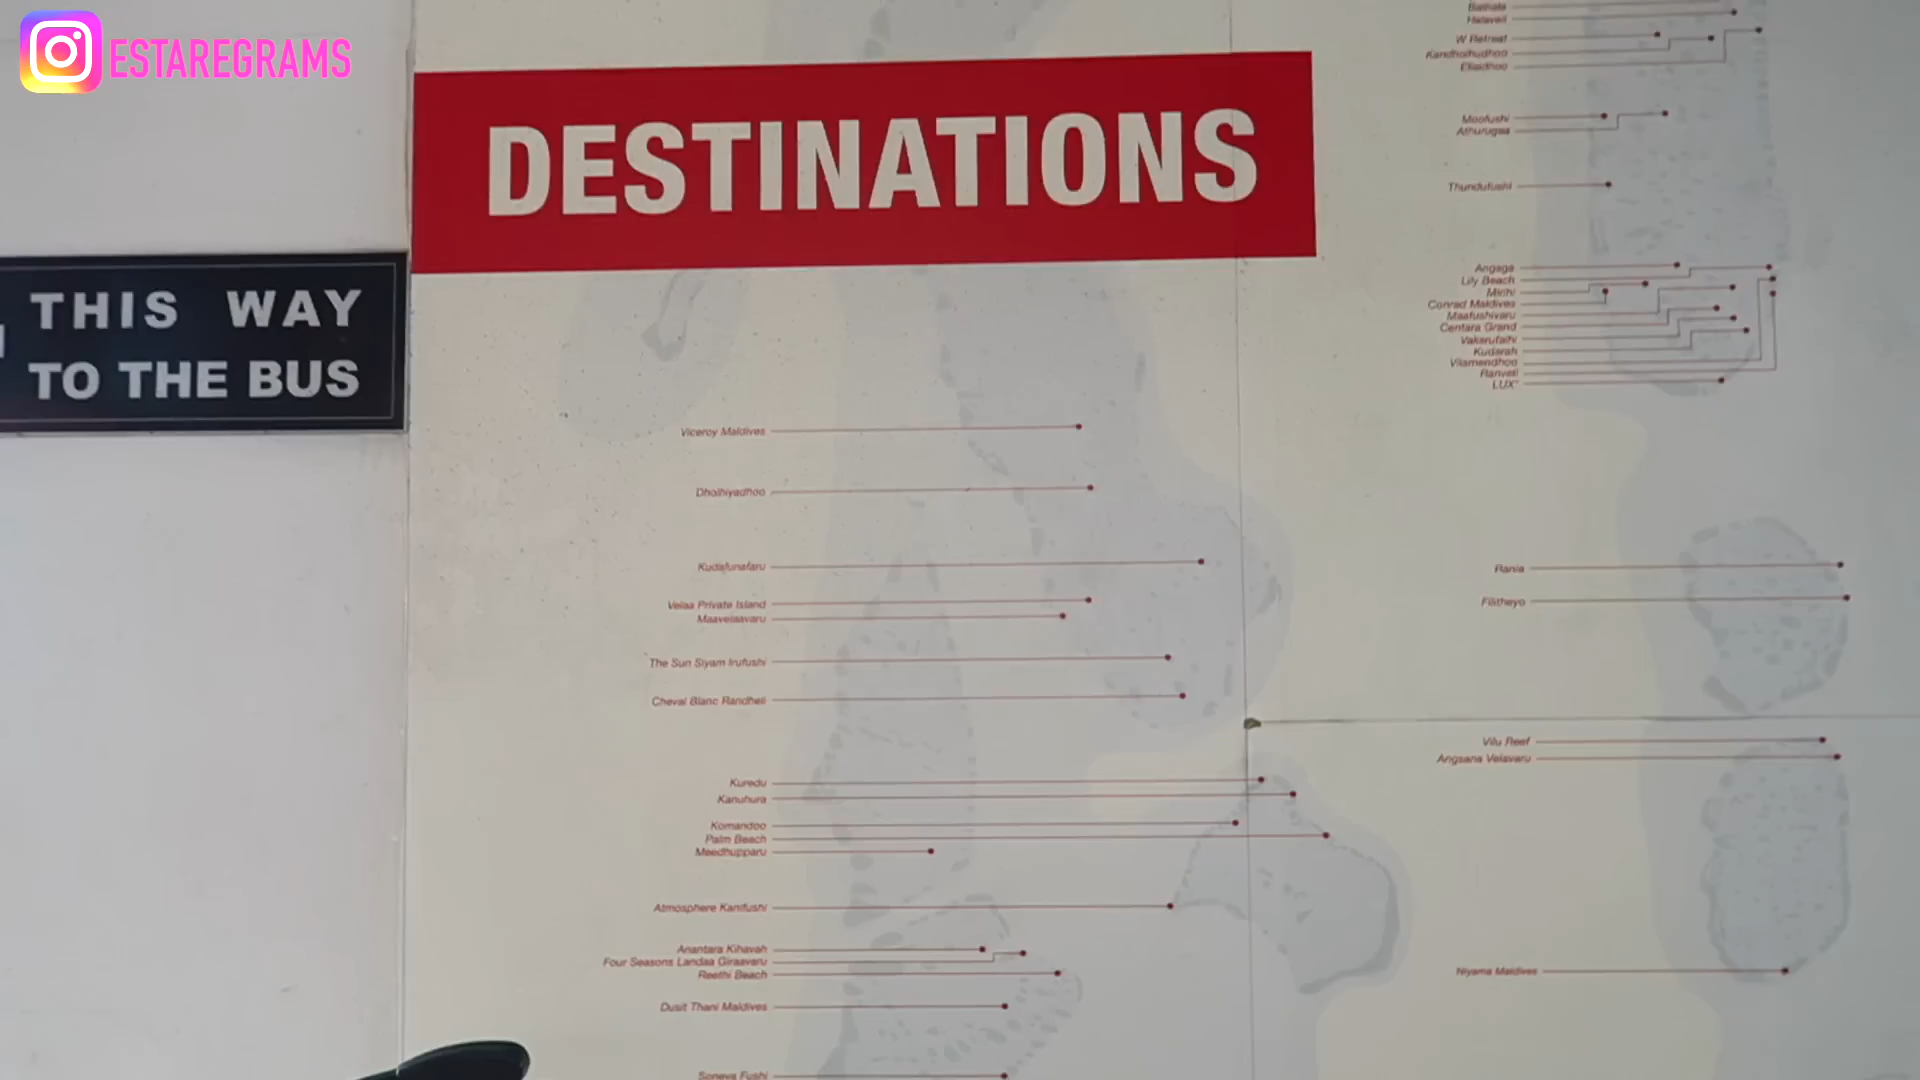 ESTAREGRAMS
DESTINATIONS
THIS WAY
TO THE BUS
Viceroy Maldives
Dholhiyadhoo
Kudafunafaru
Velaa Private Island
Maavelaavaru
The Sun Siyam Irufushi
Cheval Blanc Randheli
Kuredu
Kanuhura
Komandoo
Palm Beach
Meedhupparu
Atmosphere Kanifushi
Anantara Kihavah
Four Seasons Landaa Giraavaru
Reethi Beach
Dusit Thani Maldives
Soneva Fushi
Bathala
Halaveli
W Retreat
Kandholhudhoo
Ellaidhoo
Moofushi
Athurugaa
Thundufushi
Angaga
Lily Beach
Mirihi
Conrad Maldives
Maafushivaru
Centara Grand
Vakarufalhi
Kudarah
Vilamendhoo
Ranveli
LUX*
Rania
Filitheyo
Vilu Reef
Angsana Velavaru
Niyama Maldives